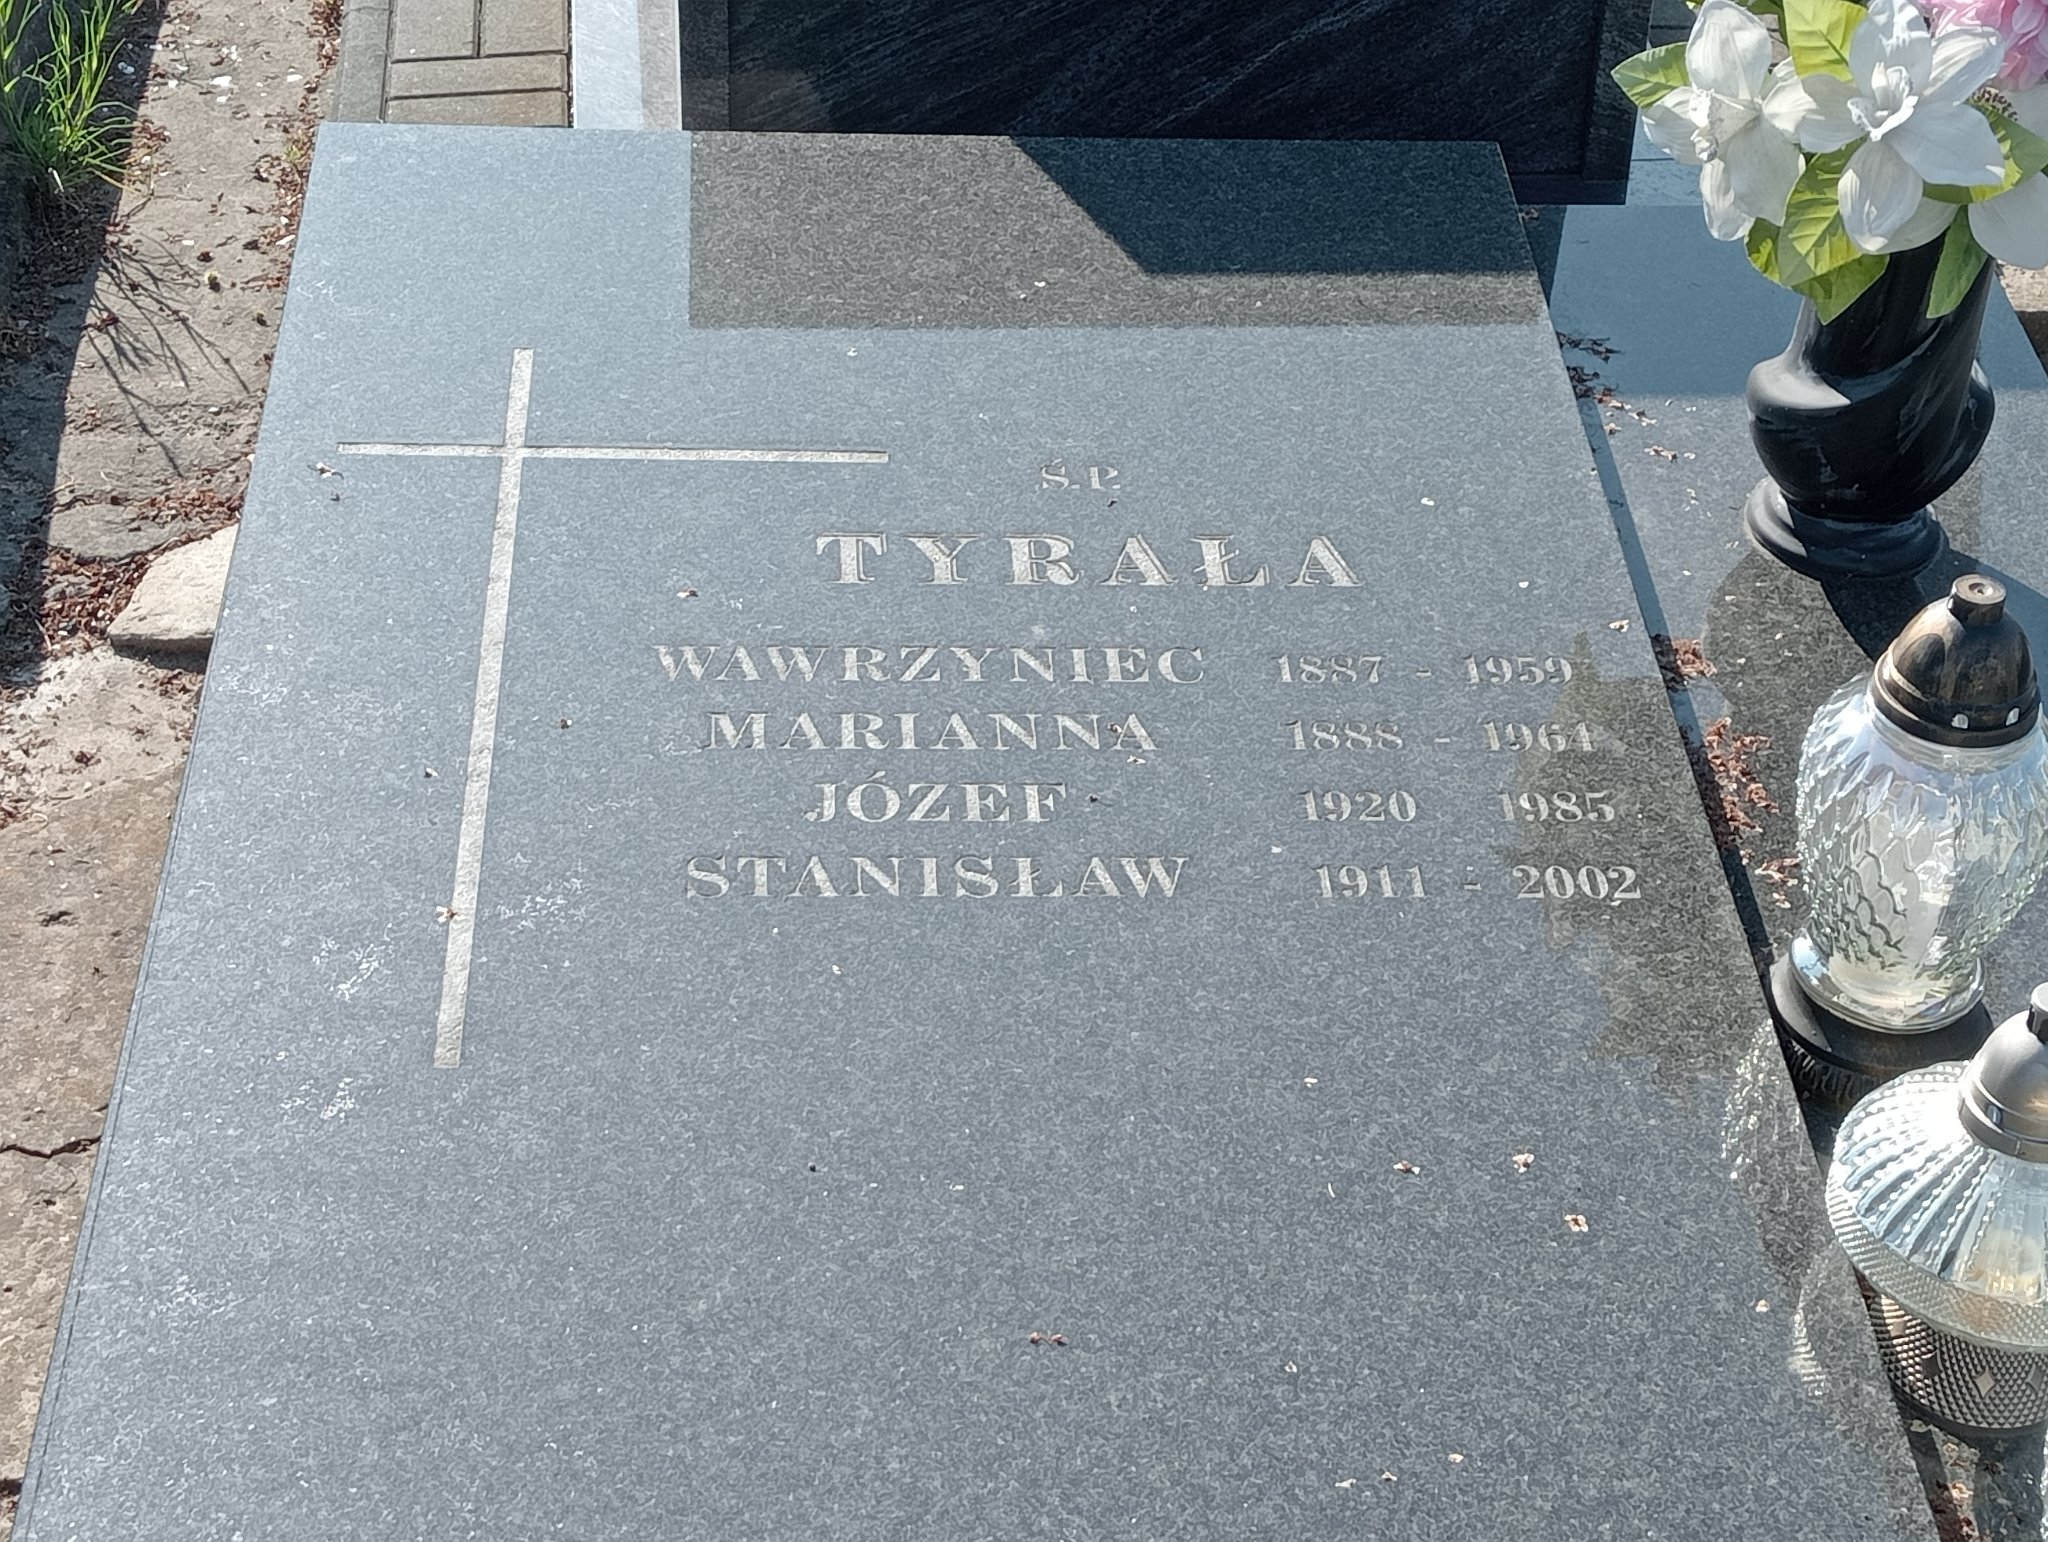 Ś.P.
TYRAŁA
WAWRZYNIEC 1887 - 1959
MARIANNA 1888 - 1964
JÓZEF 1920 1985
STANISŁAW 1911 - 2002